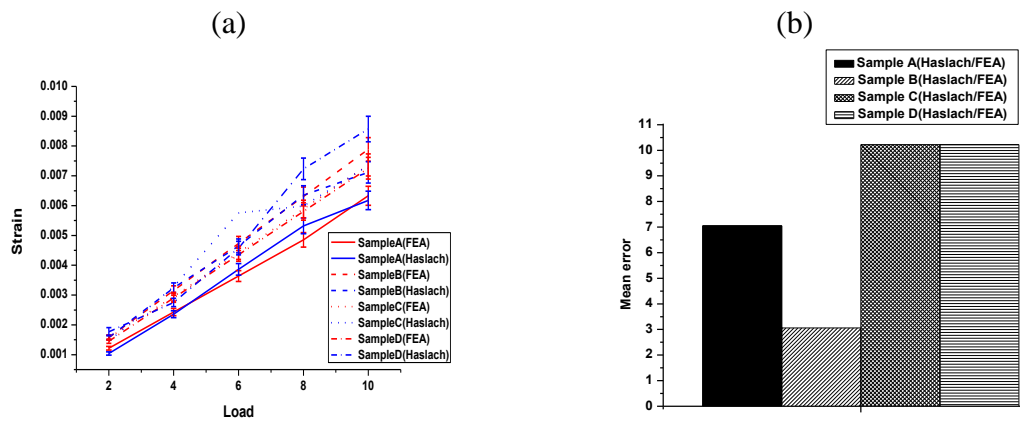 (a)
(b)
0.010
0.009
0.008
0.007
0.006
0.005
0.004
0.003
0.002
0.001
Strain
2
4
6
8
10
Load
SampleA(FEA)
SampleA(Haslach)
SampleB(FEA)
SampleB(Haslach)
SampleC(FEA)
SampleC(Haslach)
SampleD(FEA)
SampleD(Haslach)
Sample A(Haslach/FEA)
Sample B(Haslach/FEA)
Sample C(Haslach/FEA)
Sample D(Haslach/FEA)
11
10
9
8
7
6
5
4
3
2
1
0
Mean error